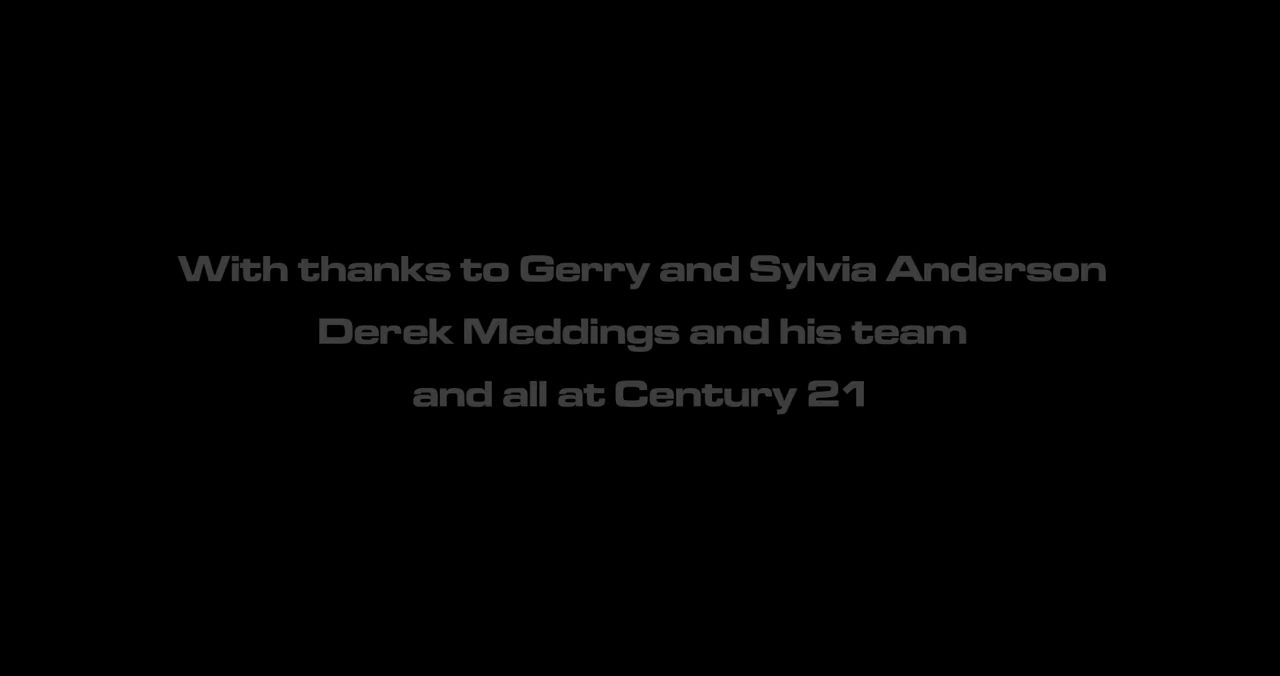 With thanks to Gerry and Sylvia Anderson
Derek Meddings and his team
and all at Century 21